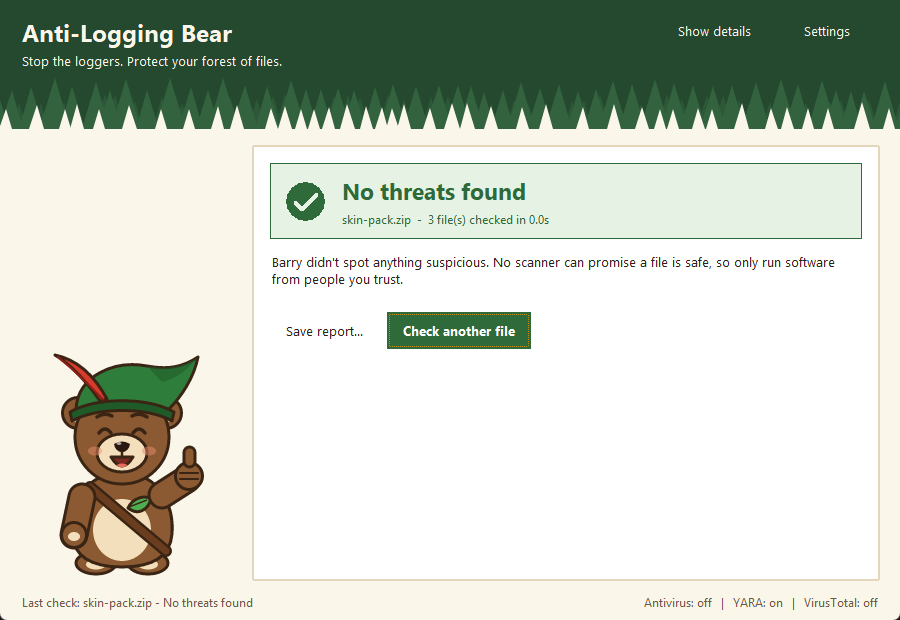 Anti-Logging Bear
Show details
Settings
Stop the loggers. Protect your forest of files.
No threats found
skin-pack.zip - 3 file(s) checked in 0.0s
Barry didn't spot anything suspicious. No scanner can promise a file is safe, so only run software
from people you trust.
Save report...
Check another file
Last check: skin-pack.zip - No threats found
Antivirus: off | YARA: on | VirusTotal: off